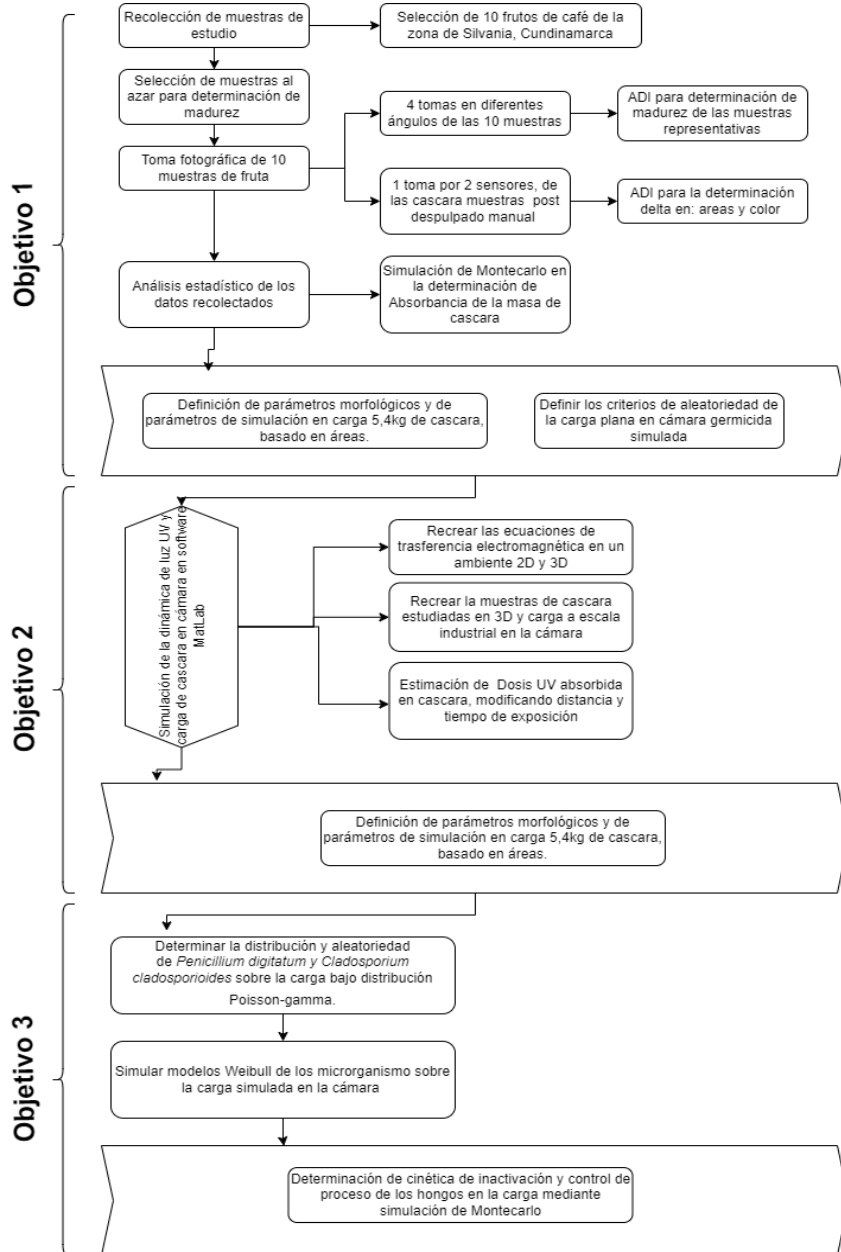 Objetivo 1
Recolección de muestras de
estudio
Selección de 10 frutos de café de la
zona de Silvania, Cundinamarca
Selección de muestras al
azar para determinación de
madurez
Toma fotográfica de 10
muestras de fruta
4 tomas en diferentes
ángulos de las 10 muestras
ADI para determinación de
madurez de las muestras
representativas
1 toma por 2 sensores, de
las cascara muestras post
despulpado manual
ADI para la determinación
delta en: areas y color
Análisis estadístico de los
datos recolectados
Simulación de Montecarlo en
la determinación de
Absorbancia de la masa de
cascara
Definición de parámetros morfológicos y de
parámetros de simulación en carga 5,4kg de cascara,
basado en áreas.
Definir los criterios de aleatoriedad de
la carga plana en cámara germicida
simulada
Objetivo 2
Simulación de la dinámica de luz UV y
carga de cascara en cámara en software
MatLab
Recrear las ecuaciones de
trasferencia electromagnética en un
ambiente 2D y 3D
Recrear la muestras de cascara
estudiadas en 3D y carga a escala
industrial en la cámara
Estimación de Dosis UV absorbida
en cascara, modificando distancia y
tiempo de exposición
Definición de parámetros morfológicos y de
parámetros de simulación en carga 5,4kg de cascara,
basado en áreas.
Objetivo 3
Determinar la distribución y aleatoriedad
de Penicillium digitatum y Cladosporium
cladosporioides sobre la carga bajo distribución
Poisson-gamma.
Simular modelos Weibull de los microrganismo sobre
la carga simulada en la cámara
Determinación de cinética de inactivación y control de
proceso de los hongos en la carga mediante
simulación de Montecarlo